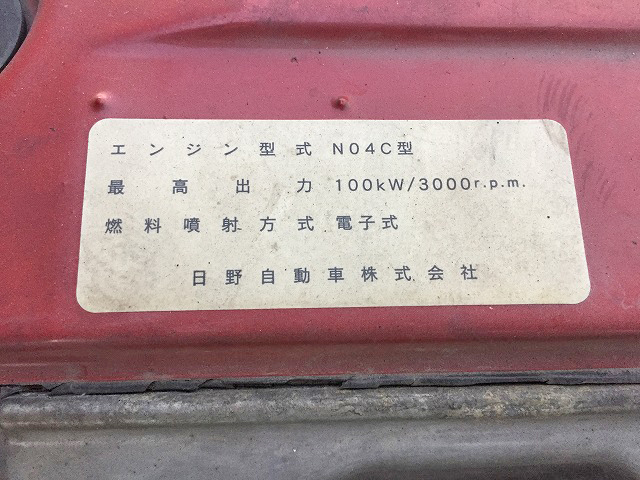 エンジン型式 N04C型
最高出力 100kW/3000r.p.m.
燃料噴射方式 電子式
日野自動車株式会社